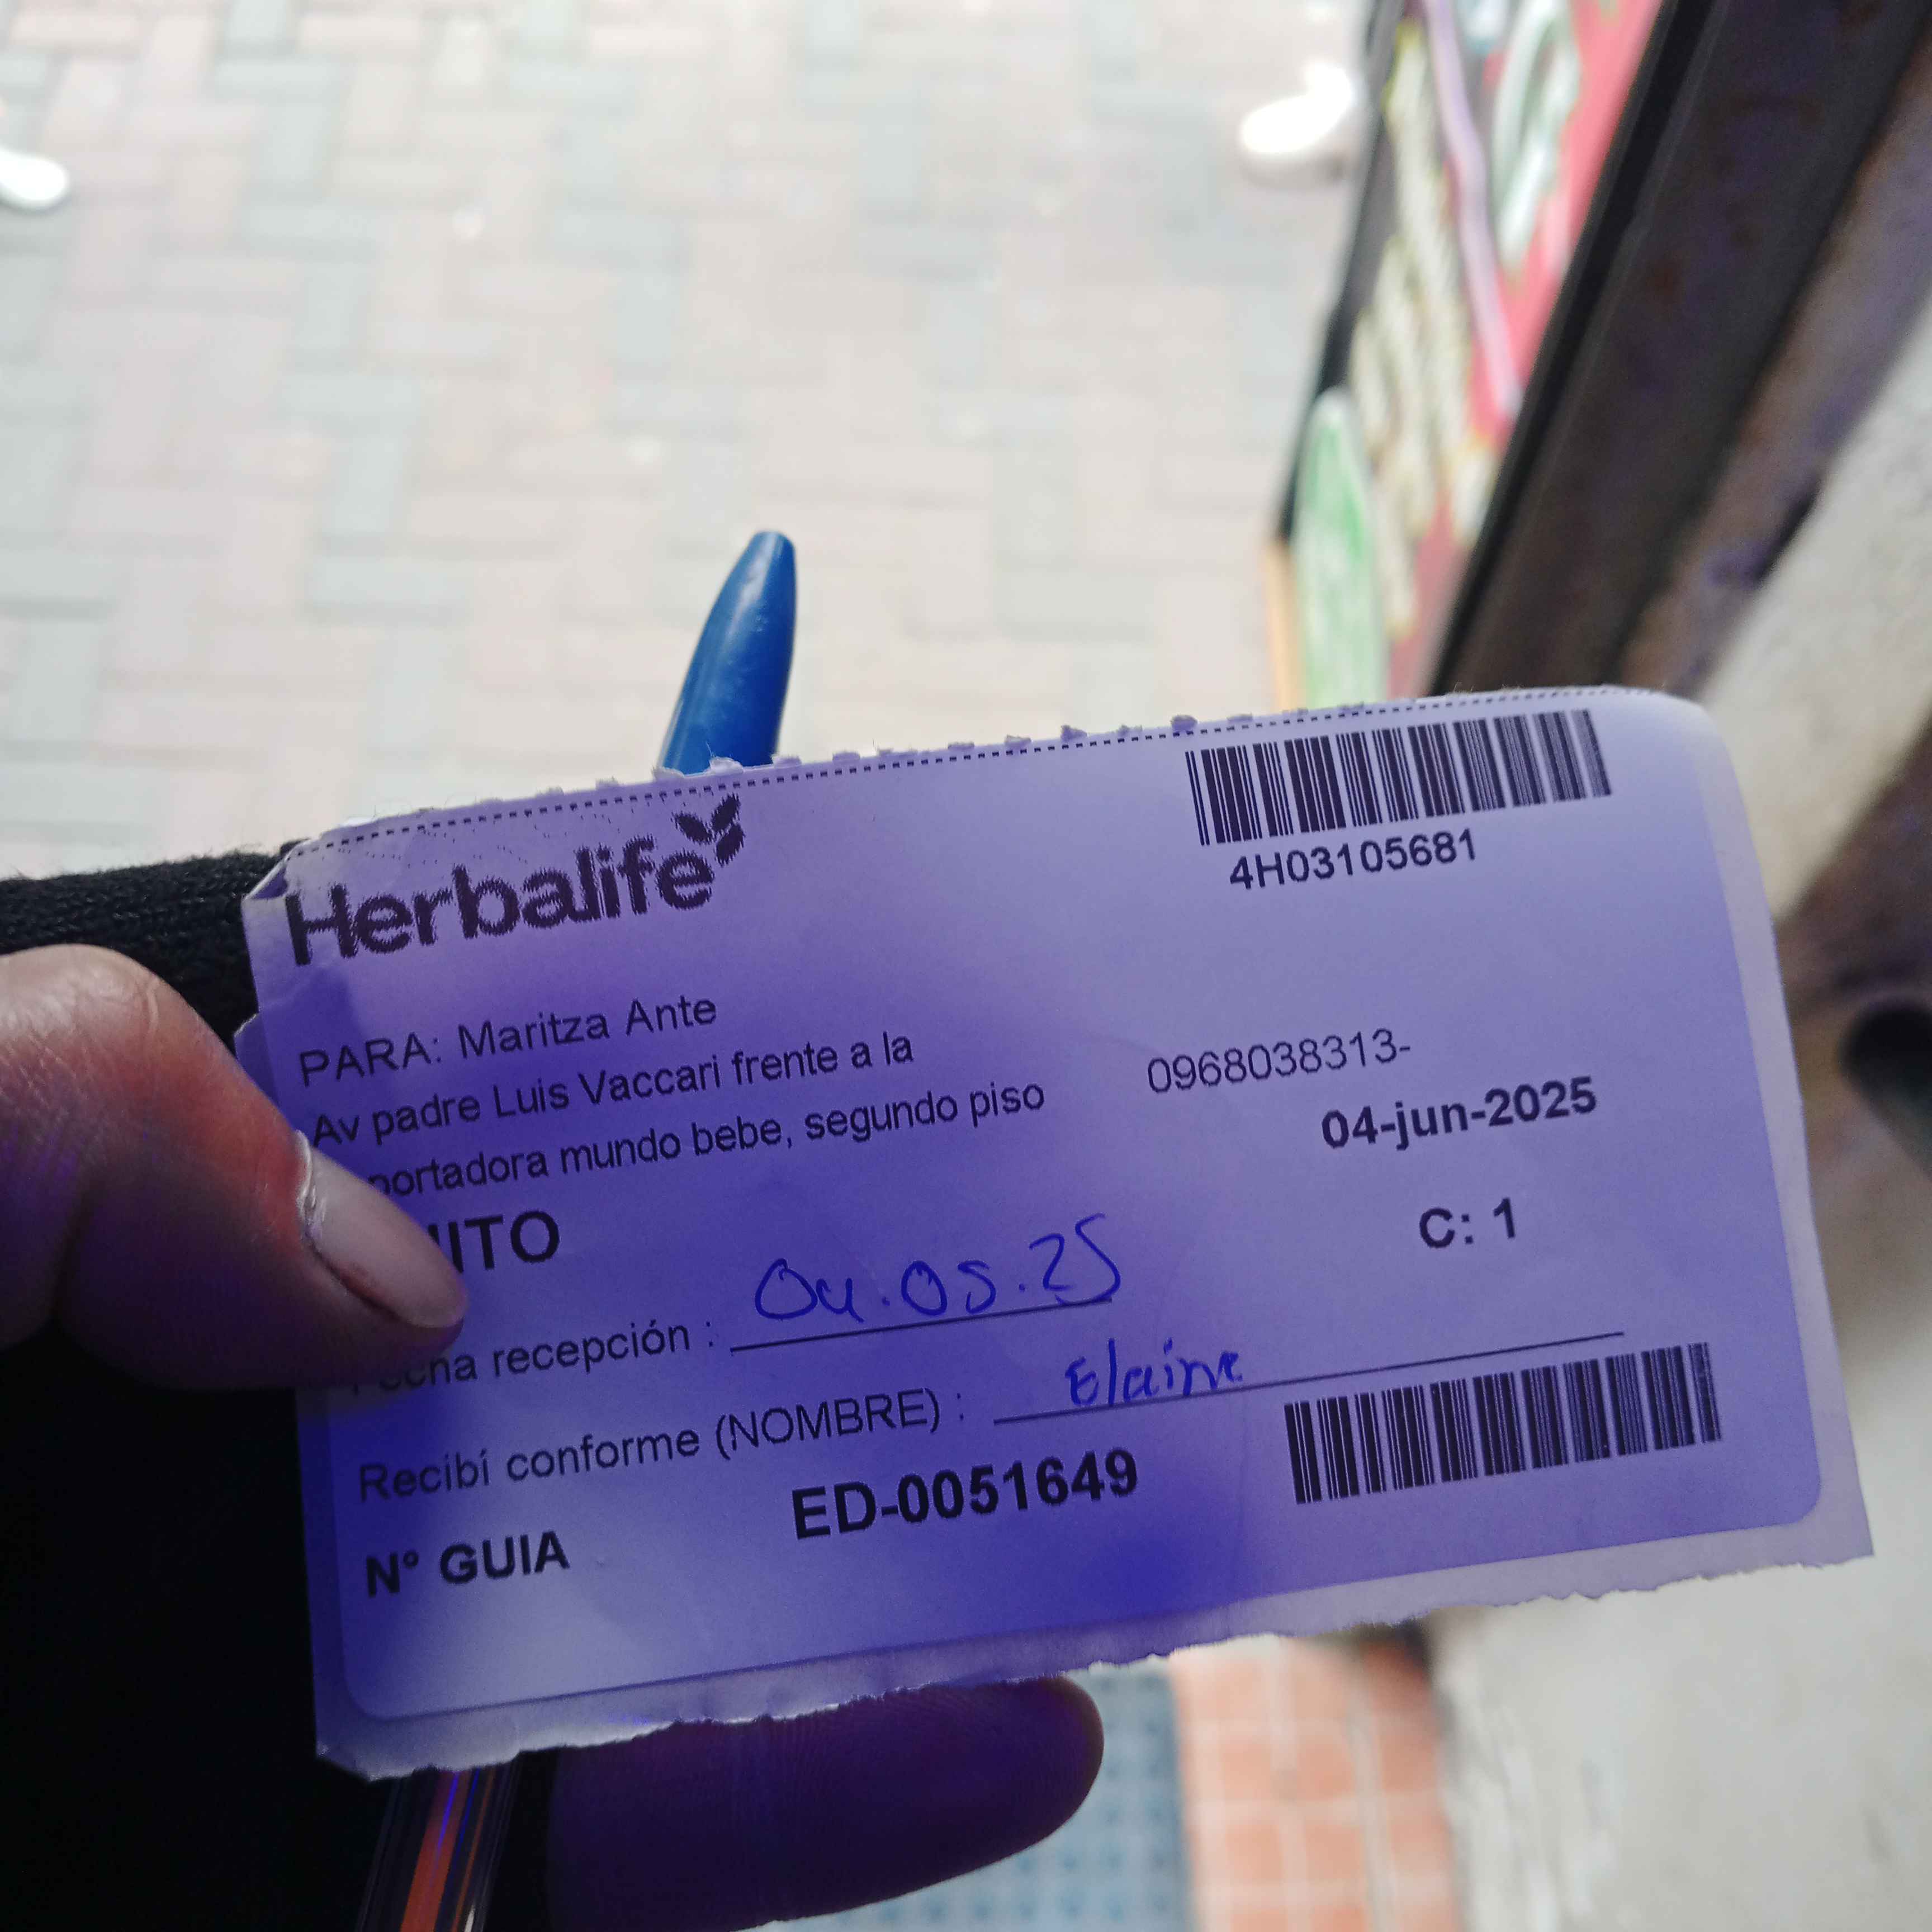 Herbalife
4H03105681
PARA: Maritza Ante
Av padre Luis Vaccari frente a la
portadora mundo bebe, segundo piso
0968038313-
04-jun-2025
ITO
C: 1
recepción : 04.05.25
Recibí conforme (NOMBRE) : Elaine
N° GUIA ED-0051649